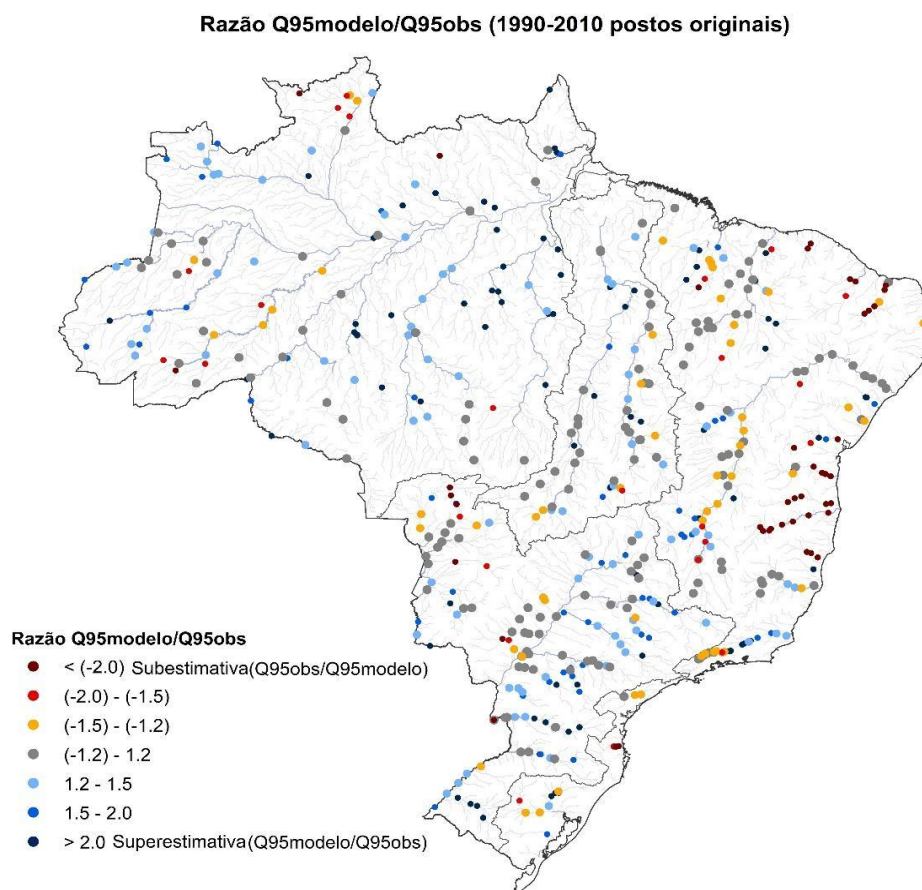 Razão Q95modelo/Q95obs (1990-2010 postos originais)
Razão Q95modelo/Q95obs
< (-2.0) Subestimativa(Q95obs/Q95modelo)
(-2.0) - (-1.5)
(-1.5) - (-1.2)
(-1.2) - 1.2
1.2 - 1.5
1.5 - 2.0
> 2.0 Superestimativa(Q95modelo/Q95obs)